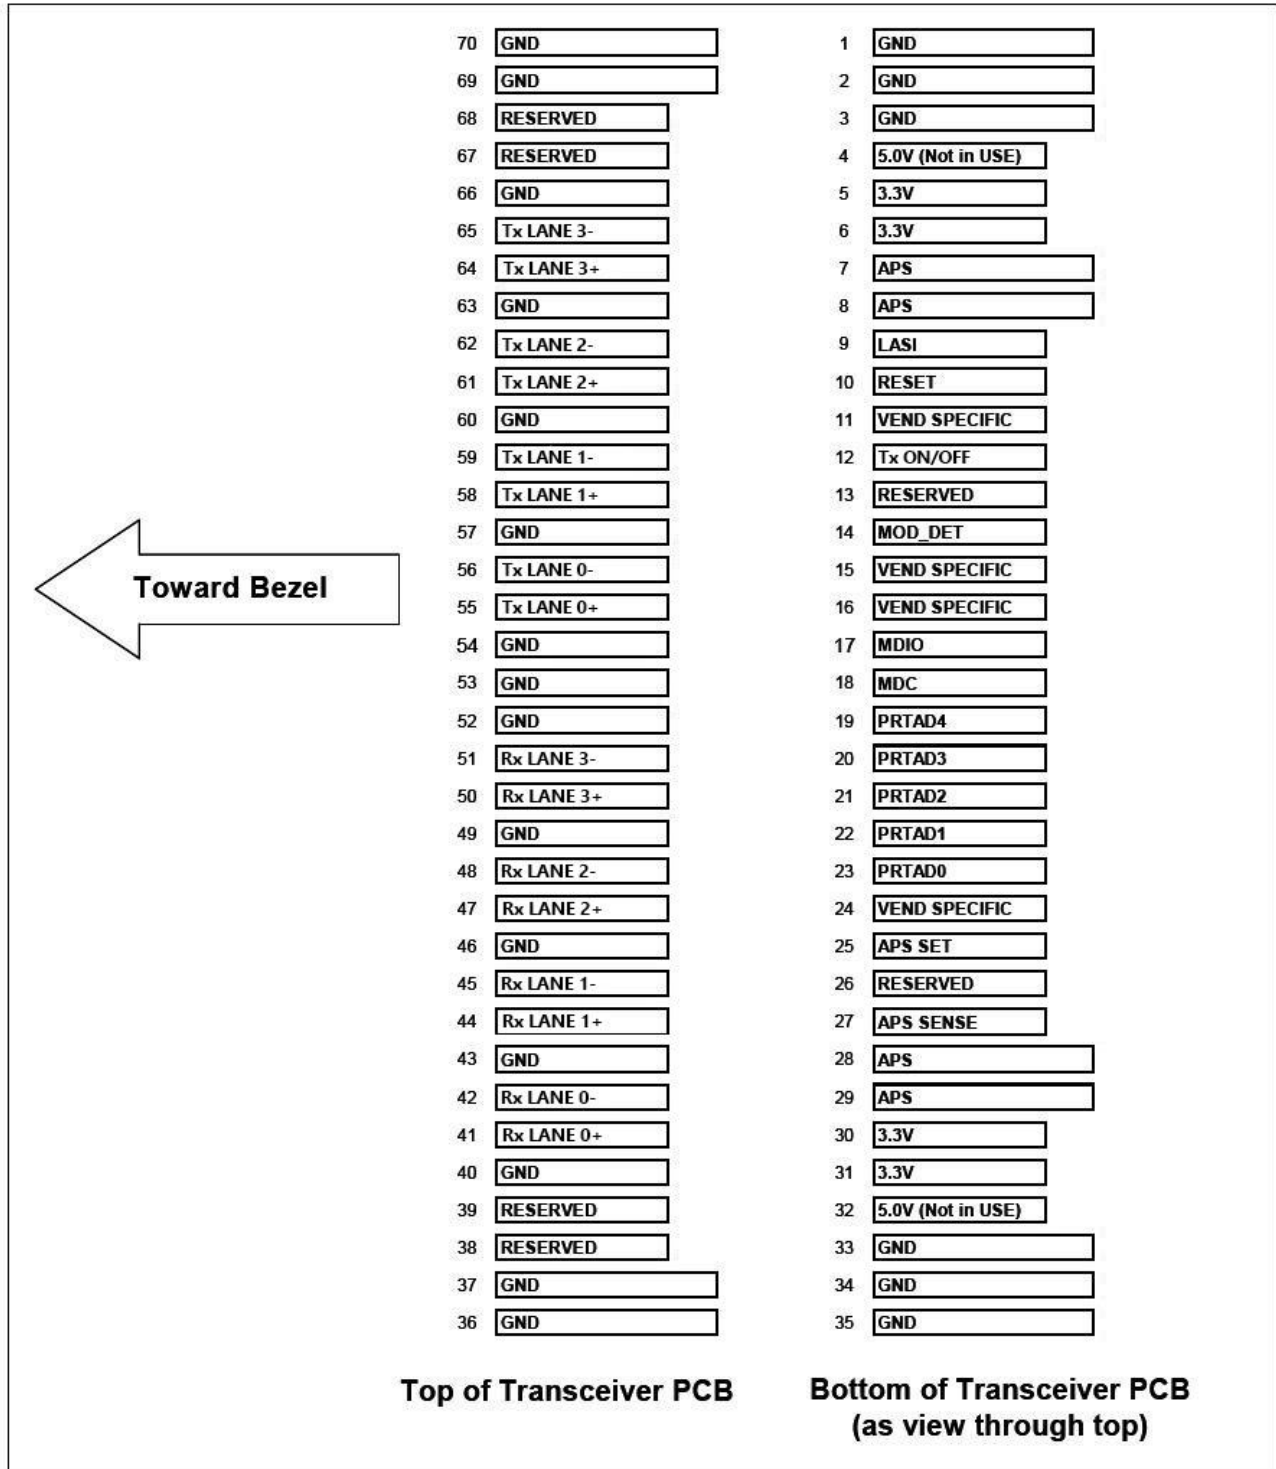 70 GND
69 GND
68 RESERVED
67 RESERVED
66 GND
65 Tx LANE 3-
64 Tx LANE 3+
63 GND
62 Tx LANE 2-
61 Tx LANE 2+
60 GND
59 Tx LANE 1-
58 Tx LANE 1+
57 GND
56 Tx LANE 0-
55 Tx LANE 0+
54 GND
53 GND
52 GND
51 Rx LANE 3-
50 Rx LANE 3+
49 GND
48 Rx LANE 2-
47 Rx LANE 2+
46 GND
45 Rx LANE 1-
44 Rx LANE 1+
43 GND
42 Rx LANE 0-
41 Rx LANE 0+
40 GND
39 RESERVED
38 RESERVED
37 GND
36 GND
Toward Bezel
Top of Transceiver PCB
1 GND
2 GND
3 GND
4 5.0V (Not in USE)
5 3.3V
6 3.3V
7 APS
8 APS
9 LASI
10 RESET
11 VEND SPECIFIC
12 Tx ON/OFF
13 RESERVED
14 MOD_DET
15 VEND SPECIFIC
16 VEND SPECIFIC
17 MDIO
18 MDC
19 PRTAD4
20 PRTAD3
21 PRTAD2
22 PRTAD1
23 PRTAD0
24 VEND SPECIFIC
25 APS SET
26 RESERVED
27 APS SENSE
28 APS
29 APS
30 3.3V
31 3.3V
32 5.0V (Not in USE)
33 GND
34 GND
35 GND
Bottom of Transceiver PCB
(as view through top)